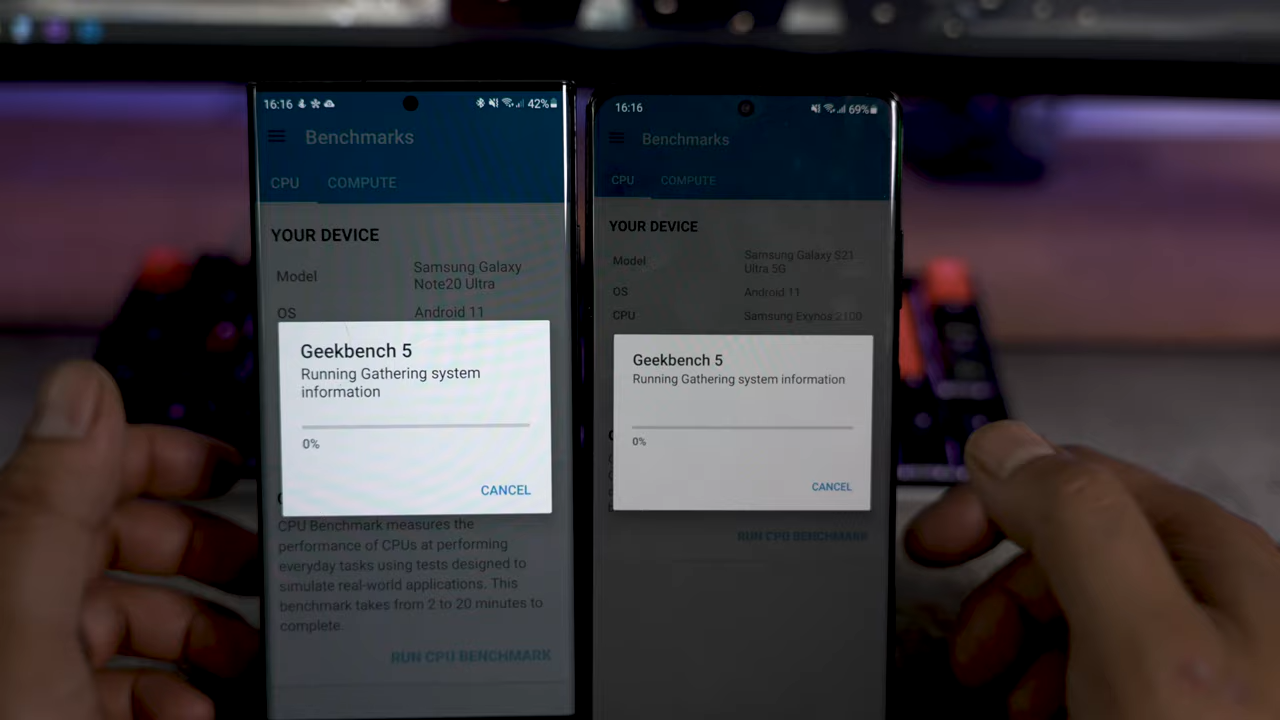 16:16
42%
Benchmarks
CPU COMPUTE
YOUR DEVICE
Model Samsung Galaxy
Note20 Ultra
OS Android 11
Geekbench 5
Running Gathering system
information
0%
CANCEL
CPU Benchmark measures the
performance of CPUs at performing
everyday tasks using tests designed to
simulate real-world applications. This
benchmark takes from 2 to 20 minutes to
complete.
RUN CPU BENCHMARK
16:16
69%
Benchmarks
CPU COMPUTE
YOUR DEVICE
Model Samsung Galaxy S21
Ultra 5G
OS Android 11
CPU Samsung Exynos 2100
Geekbench 5
Running Gathering system information
0%
CANCEL
RUN CPU BENCHMARK